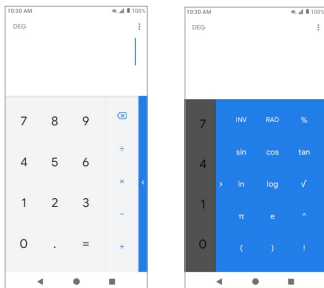 10:30 AM 100%
DEG
7 8 9
÷
4 5 6 ×
1 2 3 −
0 . = +
10:30 AM 100%
DEG
7 INV RAD %
4 sin cos tan
ln log √
1
π e ^
0 ( ) !